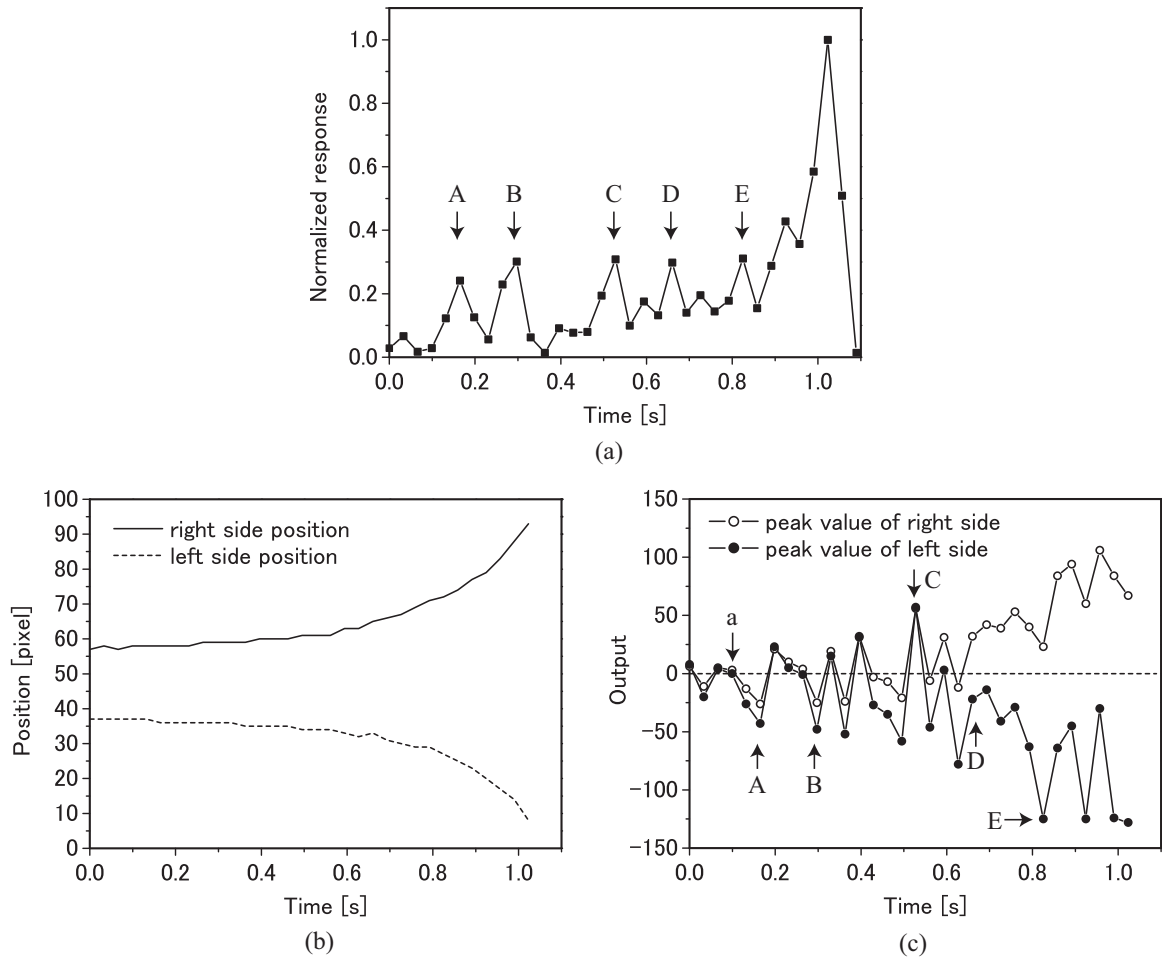 1.0
0.8
0.6
0.4
0.2
0.0
Normalized response
A B C D E
0.0 0.2 0.4 0.6 0.8 1.0
Time [s]
(a)
100
90
80
70
60
50
40
30
20
10
0
Position [pixel]
right side position
left side position
0.0 0.2 0.4 0.6 0.8 1.0
Time [s]
(b)
150
100
50
0
−50
−100
−150
Output
peak value of right side
peak value of left side
C
a
A B D
E
0.0 0.2 0.4 0.6 0.8 1.0
Time [s]
(c)